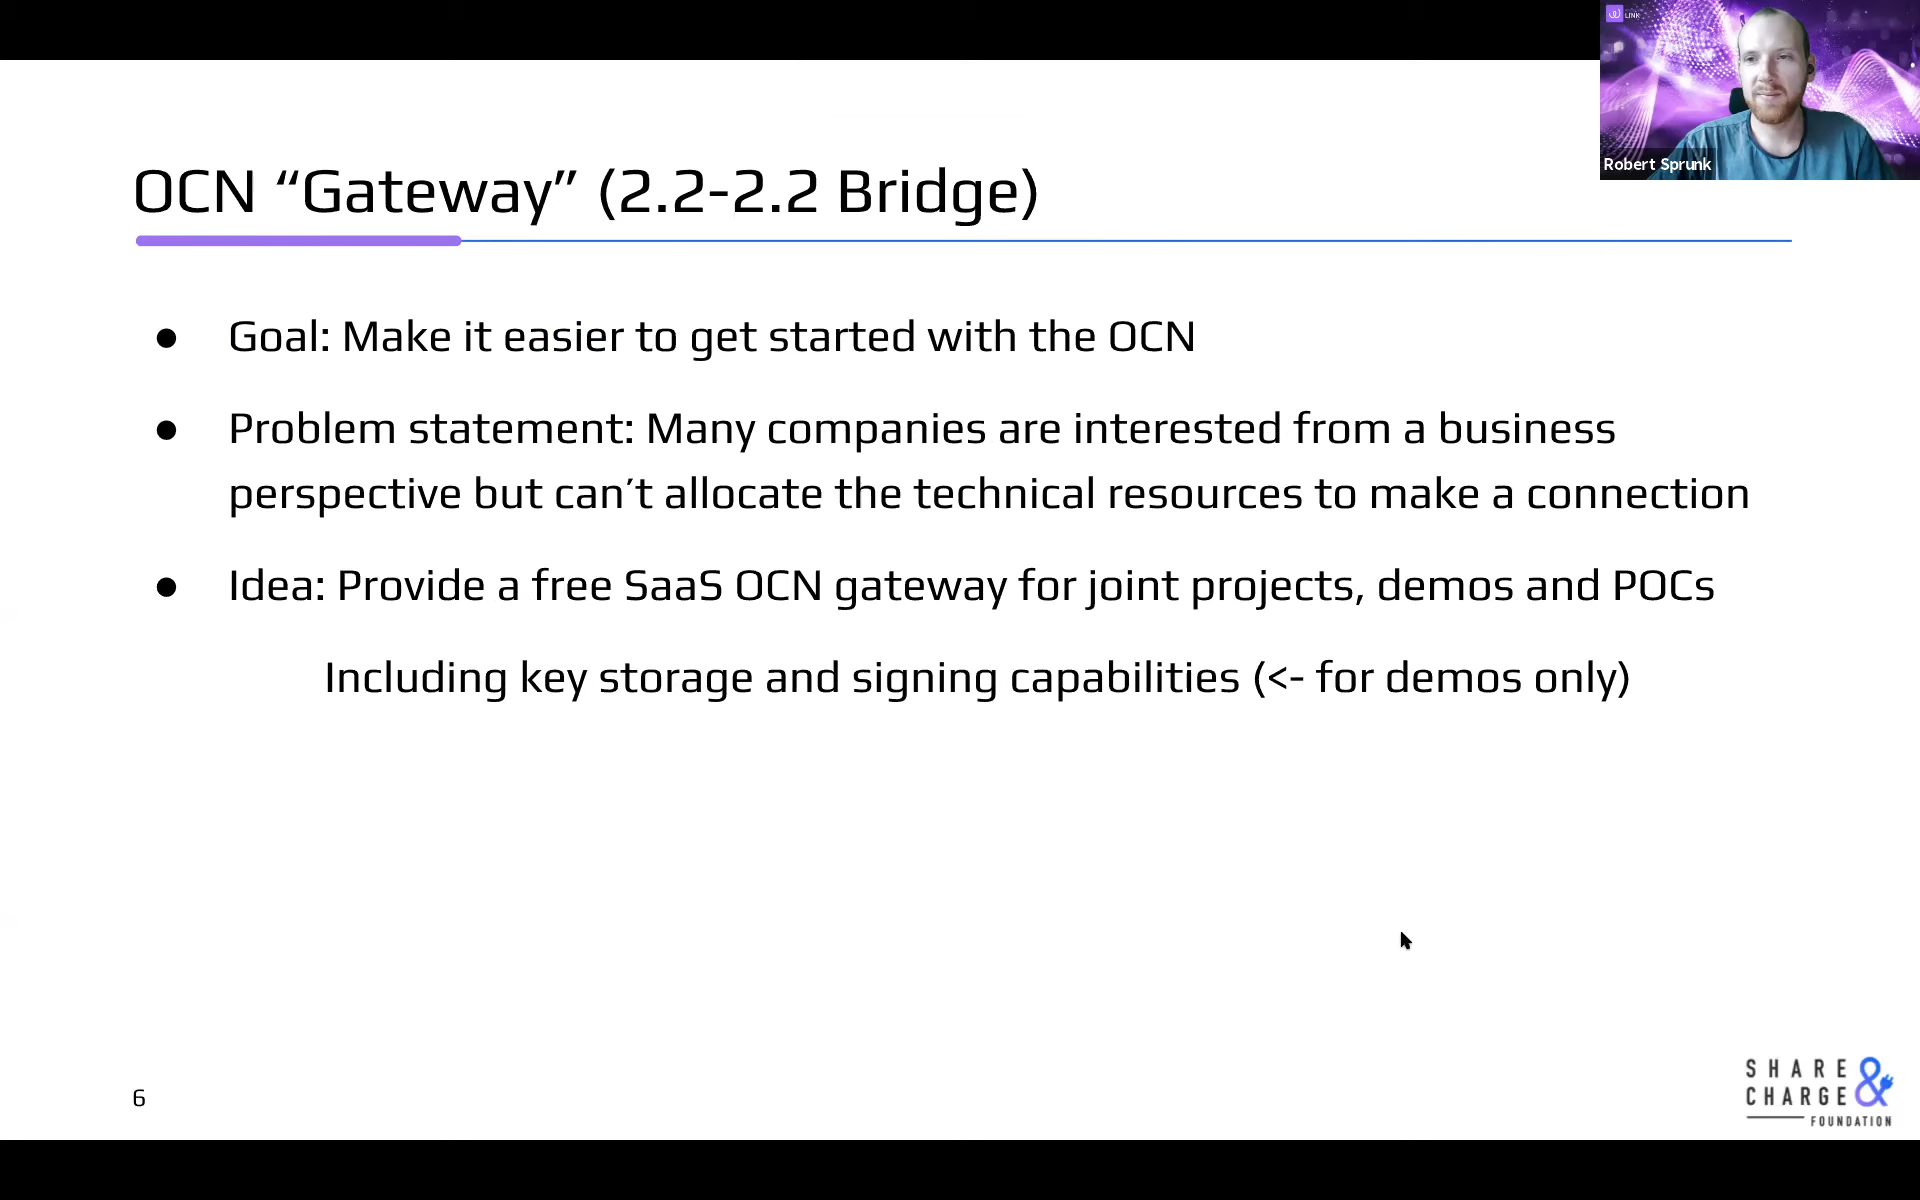 LINK
Robert Sprunk
OCN “Gateway” (2.2-2.2 Bridge)
● Goal: Make it easier to get started with the OCN
● Problem statement: Many companies are interested from a business
perspective but can’t allocate the technical resources to make a connection
● Idea: Provide a free SaaS OCN gateway for joint projects, demos and POCs
Including key storage and signing capabilities (<- for demos only)
6
SHARE &
CHARGE
FOUNDATION